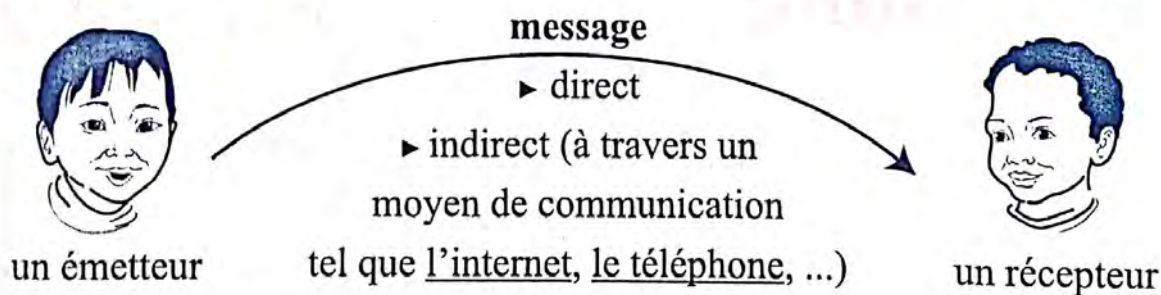 message
► direct
► indirect (à travers un
moyen de communication
tel que l'internet, le téléphone, ...)
un émetteur
un récepteur